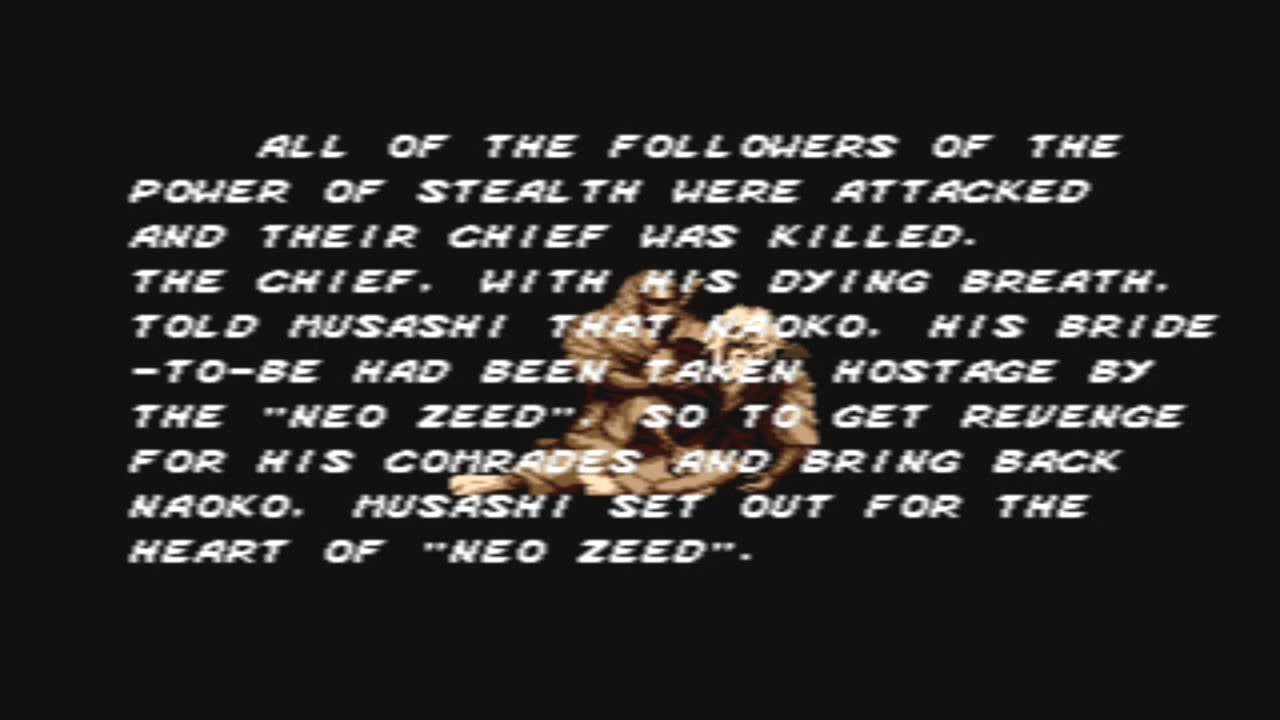 ALL OF THE FOLLOWERS OF THE
POWER OF STEALTH WERE ATTACKED
AND THEIR CHIEF WAS KILLED.
THE CHIEF. WITH HIS DYING BREATH.
TOLD MUSASHI THAT NAOKO. HIS BRIDE
-TO-BE HAD BEEN TAKEN HOSTAGE BY
THE "NEO ZEED". SO TO GET REVENGE
FOR HIS COMRADES AND BRING BACK
NAOKO. MUSASHI SET OUT FOR THE
HEART OF "NEO ZEED".